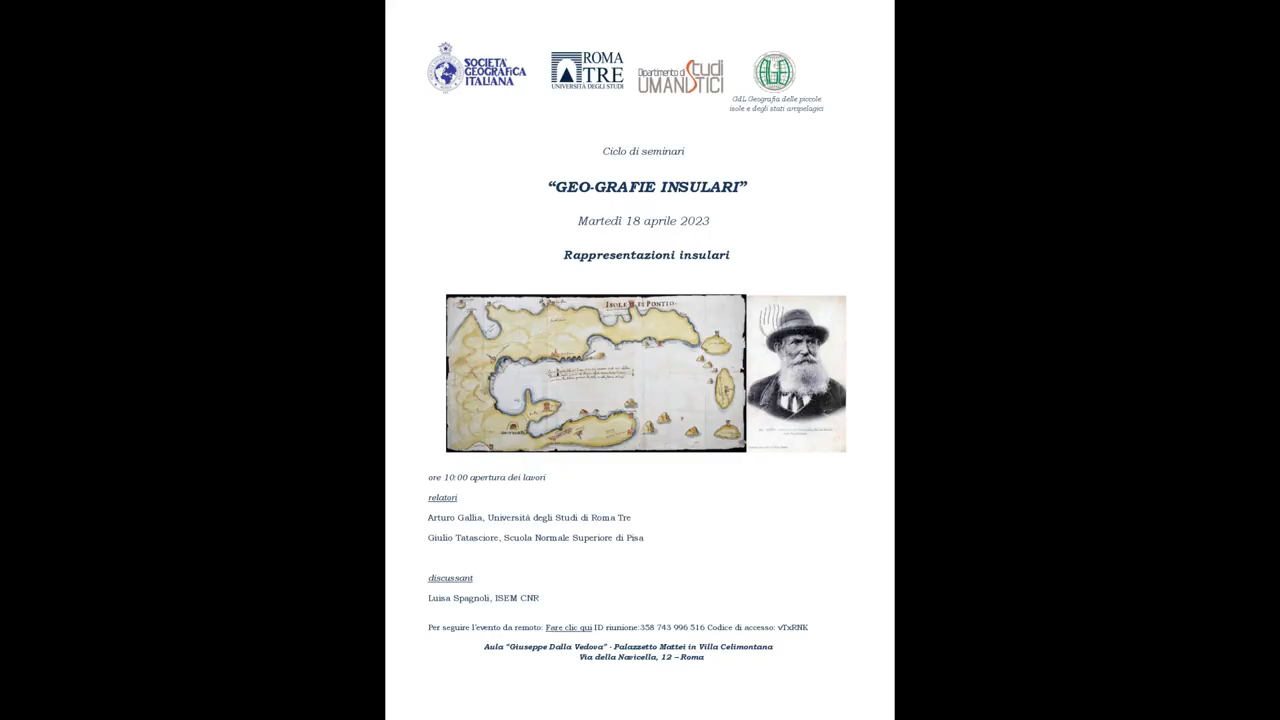 SOCIETÀ
GEOGRAFICA
ITALIANA
ROMA
TRE
UNIVERSITÀ DEGLI STUDI
Dipartimento di Studi
UMANISTICI
AGEI
GdL Geografia delle piccole
isole e degli stati arcipelagici
Ciclo di seminari
“GEO-GRAFIE INSULARI”
Martedì 18 aprile 2023
Rappresentazioni insulari
ISOLE DI PONTIO
ore 10:00 apertura dei lavori
relatori
Arturo Gallia, Università degli Studi di Roma Tre
Giulio Tatasciore, Scuola Normale Superiore di Pisa
discussant
Luisa Spagnoli, ISEM CNR
Per seguire l’evento da remoto: Fare clic qui ID riunione:358 743 996 516 Codice di accesso: vTxRNK
Aula “Giuseppe Dalla Vedova” - Palazzetto Mattei in Villa Celimontana
Via della Navicella, 12 – Roma